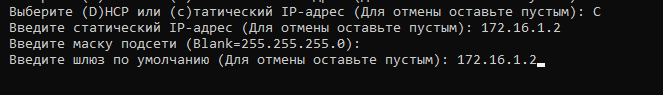 Выберите (D)HCP или (с)татический IP-адрес (Для отмены оставьте пустым): C
Введите статический IP-адрес (Для отмены оставьте пустым): 172.16.1.2
Введите маску подсети (Blank=255.255.255.0):
Введите шлюз по умолчанию (Для отмены оставьте пустым): 172.16.1.2